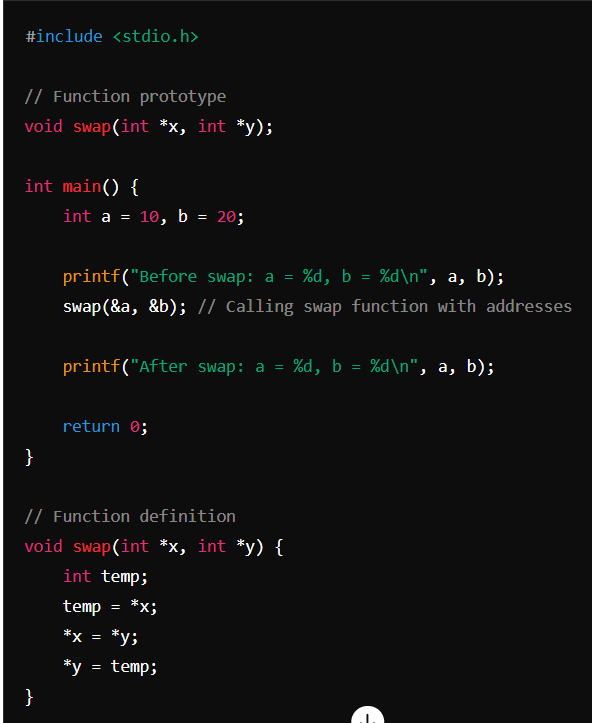 #include <stdio.h>
// Function prototype
void swap(int *x, int *y);
int main() {
    int a = 10, b = 20;
    printf("Before swap: a = %d, b = %d\n", a, b);
    swap(&a, &b); // Calling swap function with addresses
    printf("After swap: a = %d, b = %d\n", a, b);
    return 0;
}
// Function definition
void swap(int *x, int *y) {
    int temp;
    temp = *x;
    *x = *y;
    *y = temp;
}